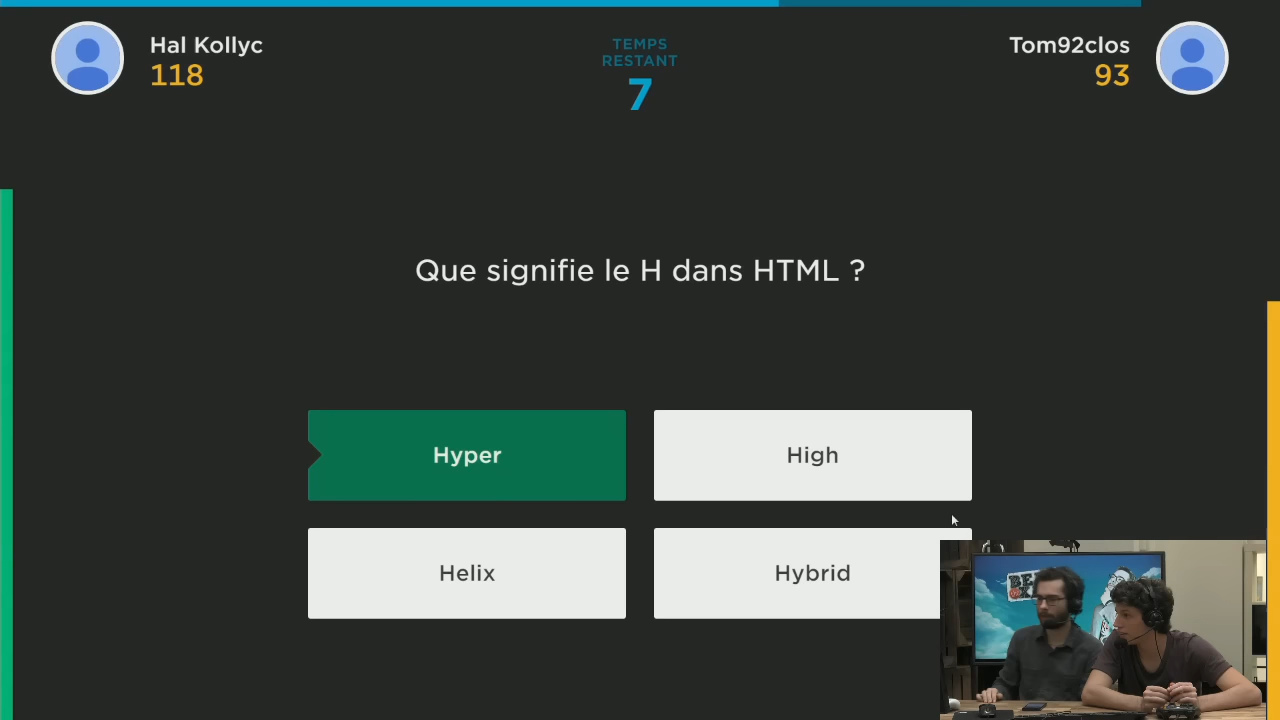 Hal Kollyc
118
TEMPS
RESTANT
7
Tom92clos
93
Que signifie le H dans HTML ?
Hyper
High
Helix
Hybrid